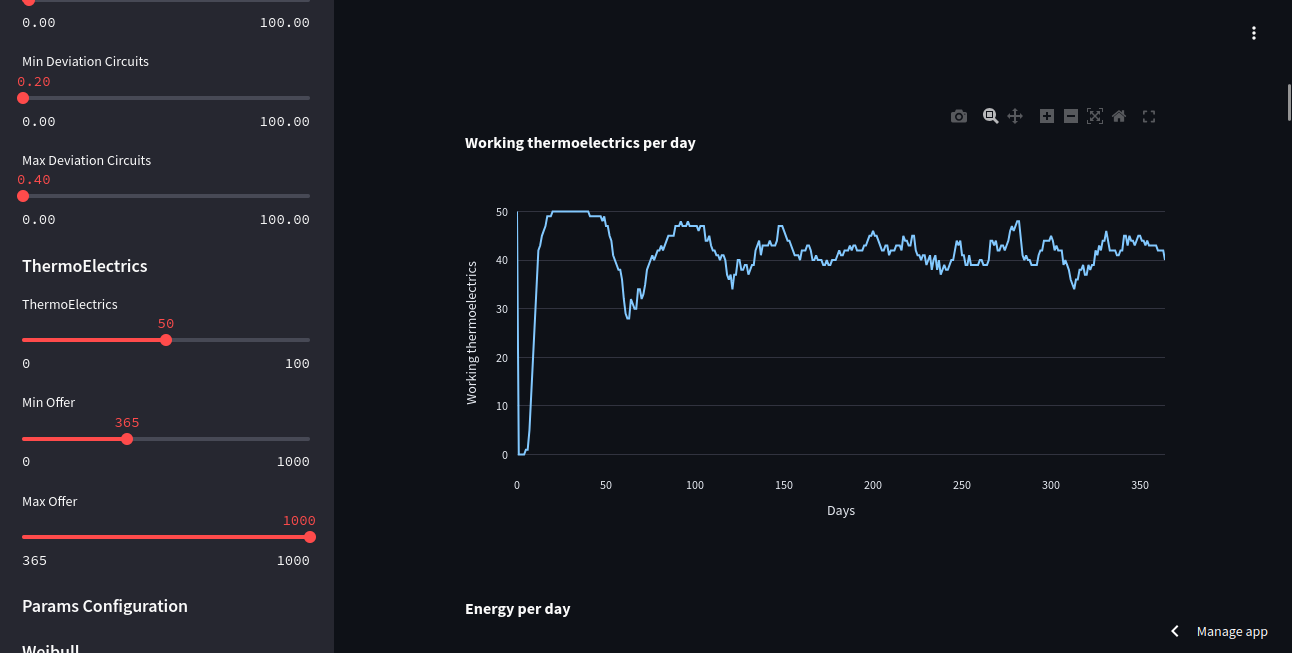 0.00 100.00
Min Deviation Circuits
0.20
0.00 100.00
Max Deviation Circuits
0.40
0.00 100.00
ThermoElectrics
ThermoElectrics
50
0 100
Min Offer
365
0 1000
Max Offer
1000
365 1000
Params Configuration
Weibull
Working thermoelectrics per day
Working thermoelectrics
50
40
30
20
10
0
0 50 100 150 200 250 300 350
Days
Energy per day
Manage app